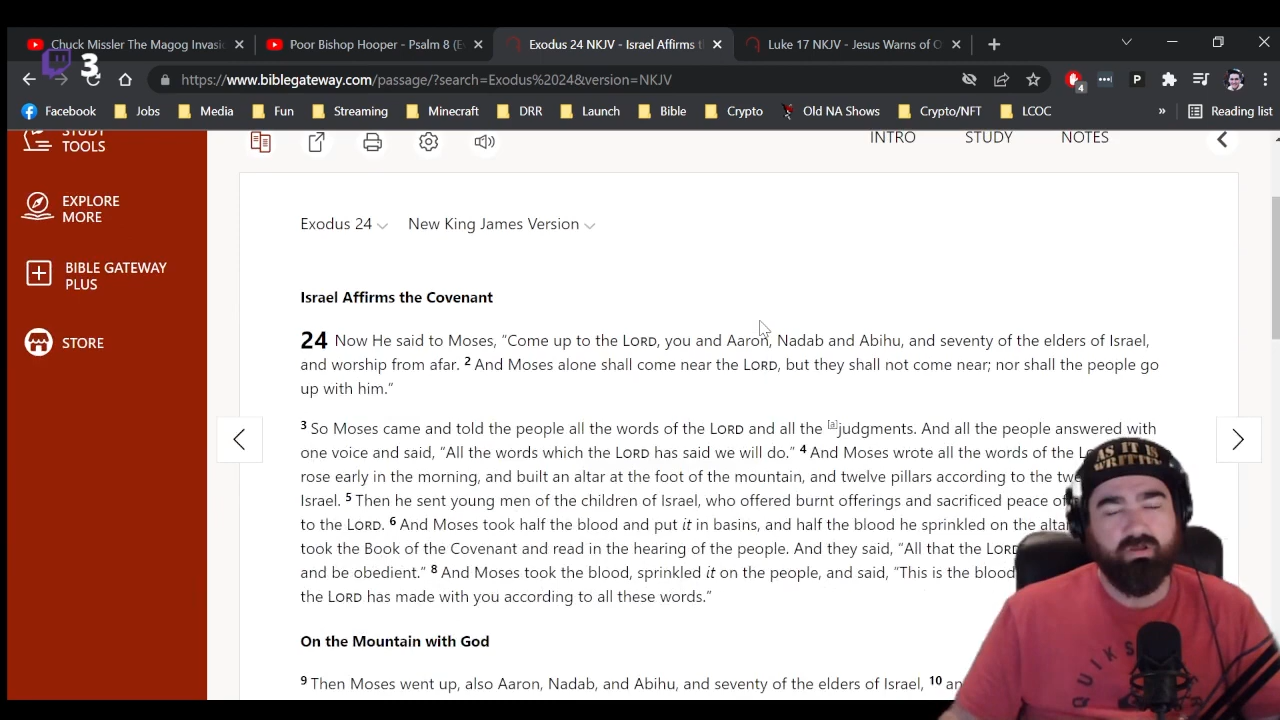 Chuck Missler The Magog Invasi
Poor Bishop Hooper - Psalm 8 (E
Exodus 24 NKJV - Israel Affirms t
Luke 17 NKJV - Jesus Warns of O
3
https://www.biblegateway.com/passage/?search=Exodus%2024&version=NKJV
4
P
Facebook
Jobs
Media
Fun
Streaming
Minecraft
DRR
Launch
Bible
Crypto
Old NA Shows
Crypto/NFT
LCOC
»
Reading list
STUDY
TOOLS
INTRO
STUDY
NOTES
EXPLORE
MORE
BIBLE GATEWAY
PLUS
STORE
Exodus 24
New King James Version
Israel Affirms the Covenant
24 Now He said to Moses, “Come up to the LORD, you and Aaron, Nadab and Abihu, and seventy of the elders of Israel,
and worship from afar. 2 And Moses alone shall come near the LORD, but they shall not come near; nor shall the people go
up with him.”
3 So Moses came and told the people all the words of the LORD and all the [a]judgments. And all the people answered with
one voice and said, “All the words which the LORD has said we will do.” 4 And Moses wrote all the words of the
rose early in the morning, and built an altar at the foot of the mountain, and twelve pillars according to the
Israel. 5 Then he sent young men of the children of Israel, who offered burnt offerings and sacrificed peace
to the LORD. 6 And Moses took half the blood and put it in basins, and half the blood he sprinkled on the altar
took the Book of the Covenant and read in the hearing of the people. And they said, “All that the LORD
and be obedient.” 8 And Moses took the blood, sprinkled it on the people, and said, “This is the blood
the LORD has made with you according to all these words.”
On the Mountain with God
9 Then Moses went up, also Aaron, Nadab, and Abihu, and seventy of the elders of Israel, 10
AS IT IS
WRITTEN
QUIKS